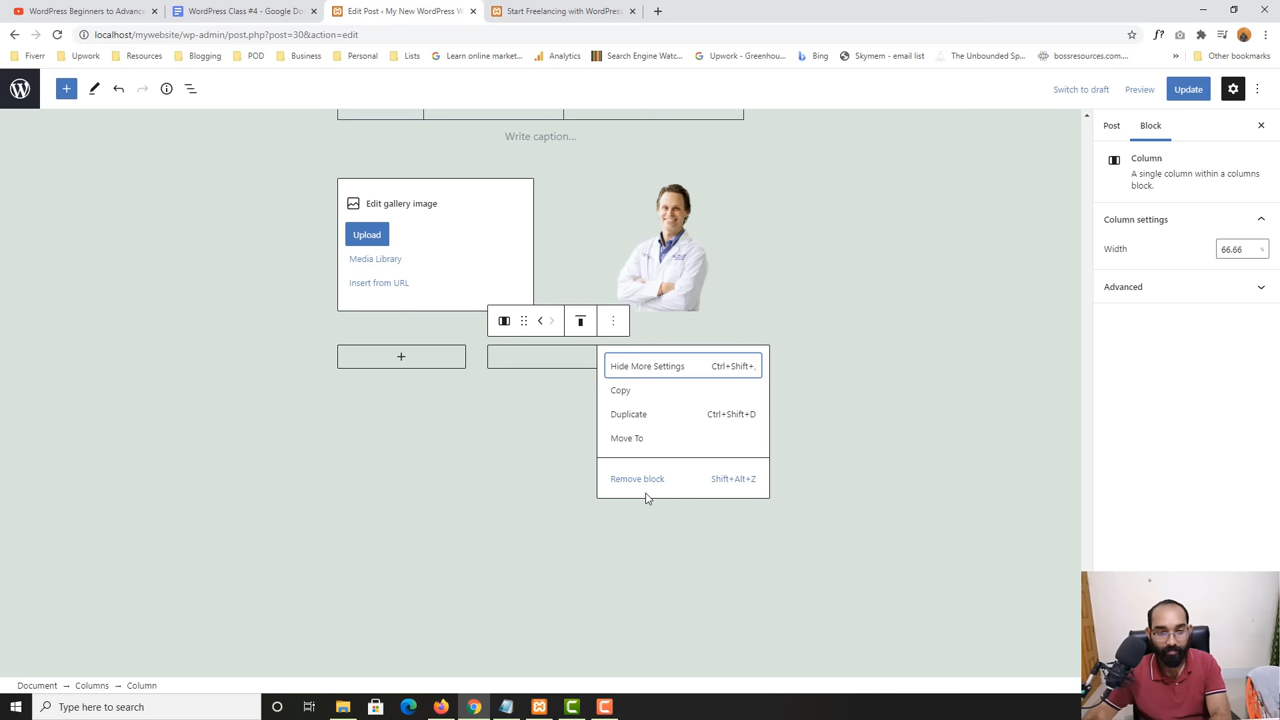 WordPress Beginners to Advance
WordPress Class #4 - Google Do
Edit Post ‹ My New WordPress W
Start Freelancing with WordPress
localhost/mywebsite/wp-admin/post.php?post=30&action=edit
Fiverr
Upwork
Resources
Blogging
POD
Business
Personal
Lists
Learn online market...
Analytics
Search Engine Watc...
Upwork - Greenhou...
Bing
Skymem - email list
The Unbounded Sp...
bossresources.com...
Other bookmarks
Switch to draft
Preview
Update
Write caption...
Post
Block
Column
A single column within a columns
block.
Column settings
Width
66.66
%
Advanced
Edit gallery image
Upload
Media Library
Insert from URL
Hide More Settings Ctrl+Shift+,
Copy
Duplicate Ctrl+Shift+D
Move To
Remove block Shift+Alt+Z
Document → Columns → Column
Type here to search